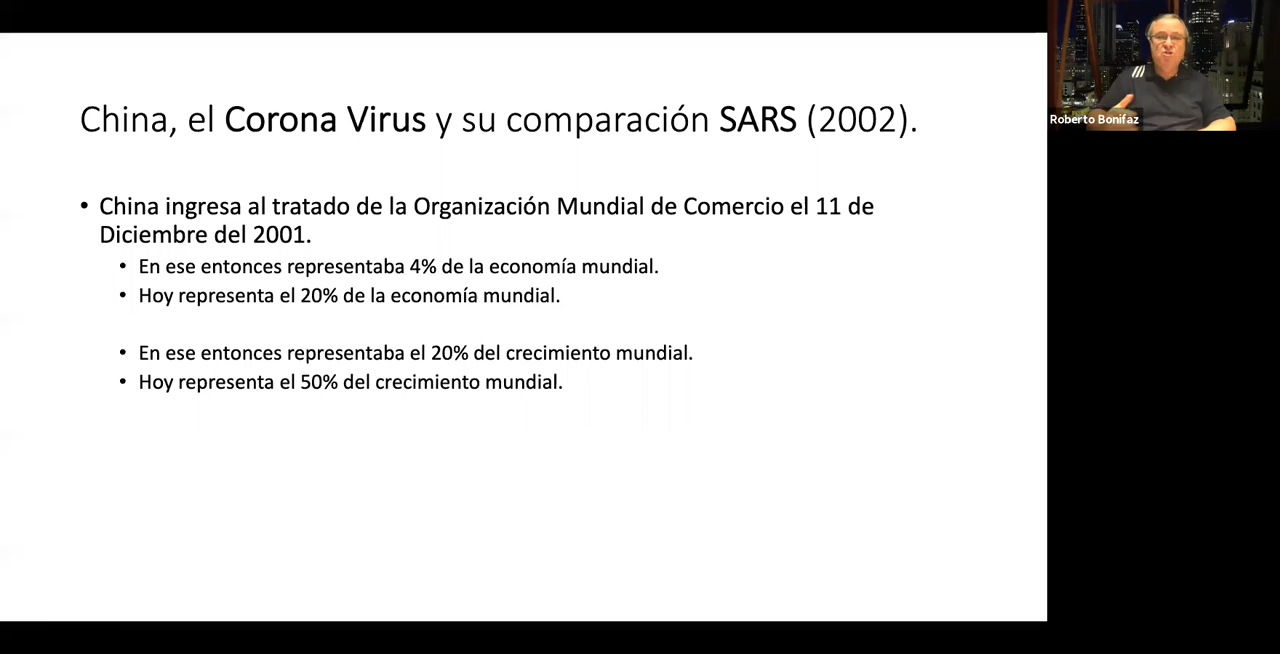 China, el Corona Virus y su comparación SARS (2002).
• China ingresa al tratado de la Organización Mundial de Comercio el 11 de
Diciembre del 2001.
• En ese entonces representaba 4% de la economía mundial.
• Hoy representa el 20% de la economía mundial.
• En ese entonces representaba el 20% del crecimiento mundial.
• Hoy representa el 50% del crecimiento mundial.
Roberto Bonifaz